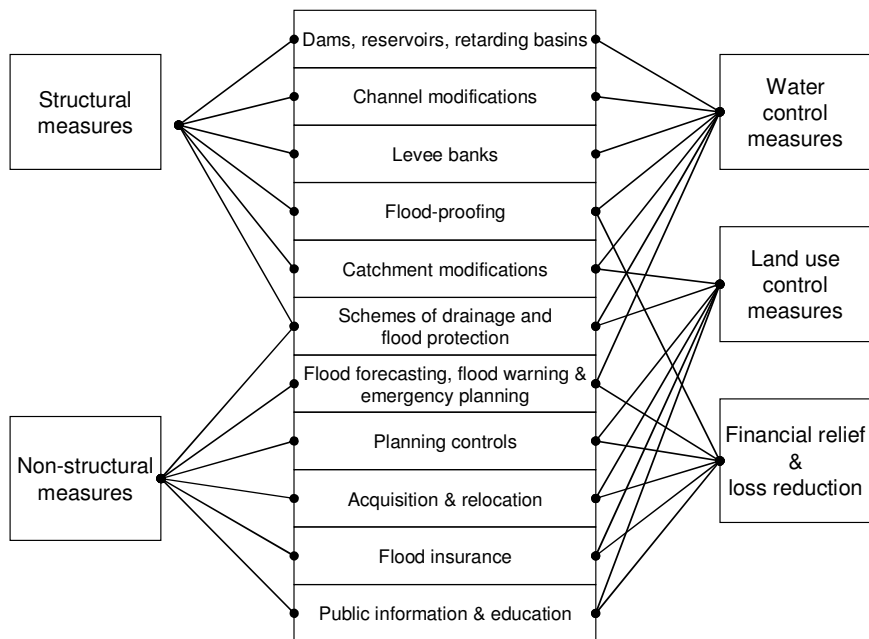 Structural
measures
Non-structural
measures
Dams, reservoirs, retarding basins
Channel modifications
Levee banks
Flood-proofing
Catchment modifications
Schemes of drainage and
flood protection
Flood forecasting, flood warning &
emergency planning
Planning controls
Acquisition & relocation
Flood insurance
Public information & education
Water
control
measures
Land use
control
measures
Financial relief
&
loss reduction